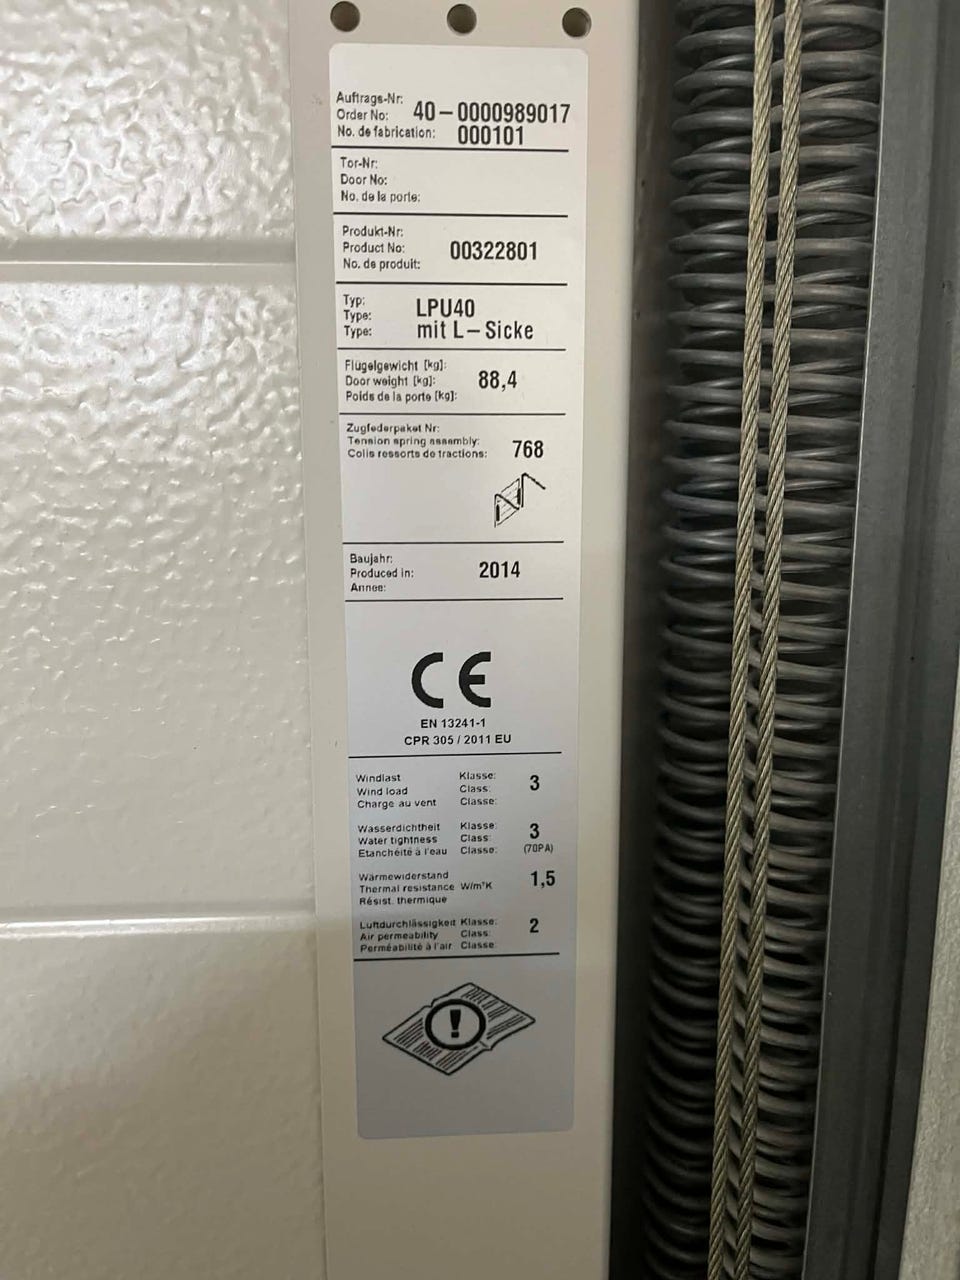 Auftrags-Nr:
Order No: 40-0000989017
No. de fabrication: 000101
Tor-Nr:
Door No:
No. de la porte:
Produkt-Nr:
Product No: 00322801
No. de produit:
Typ:
Type: LPU40
Type: mit L-Sicke
Flügelgewicht [kg]:
Door weight [kg]: 88,4
Poids de la porte [kg]:
Zugfederpaket Nr:
Tension spring assembly: 768
Colis ressorts de tractions:
Baujahr:
Produced in: 2014
Annee:
CE
EN 13241-1
CPR 305 / 2011 EU
Windlast Klasse:
Wind load Class: 3
Charge au vent Classe:
Wasserdichtheit Klasse:
Water tightness Class: 3
Etanchéité à l'eau Classe: (70PA)
Wärmewiderstand
Thermal resistance W/m²K 1,5
Résist. thermique
Luftdurchlässigkeit Klasse:
Air permeability Class: 2
Perméabilité à l'air Classe:
!